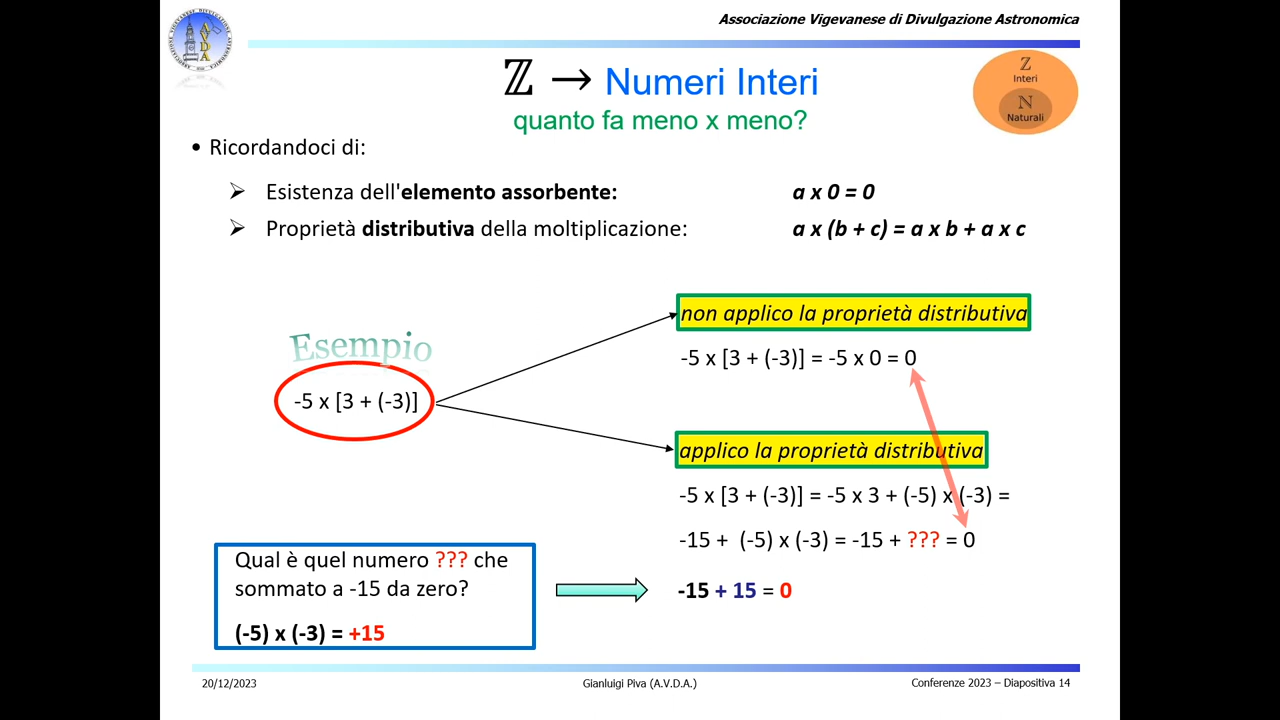 Associazione Vigevanese di Divulgazione Astronomica
A.V.D.A.
ℤ → Numeri Interi
quanto fa meno x meno?
Z
Interi
N
Naturali
• Ricordandoci di:
➢ Esistenza dell'elemento assorbente: a x 0 = 0
➢ Proprietà distributiva della moltiplicazione: a x (b + c) = a x b + a x c
Esempio
-5 x [3 + (-3)]
non applico la proprietà distributiva
-5 x [3 + (-3)] = -5 x 0 = 0
applico la proprietà distributiva
-5 x [3 + (-3)] = -5 x 3 + (-5) x (-3) =
-15 + (-5) x (-3) = -15 + ??? = 0
Qual è quel numero ??? che
sommato a -15 da zero?
(-5) x (-3) = +15
-15 + 15 = 0
20/12/2023
Gianluigi Piva (A.V.D.A.)
Conferenze 2023 – Diapositiva 14